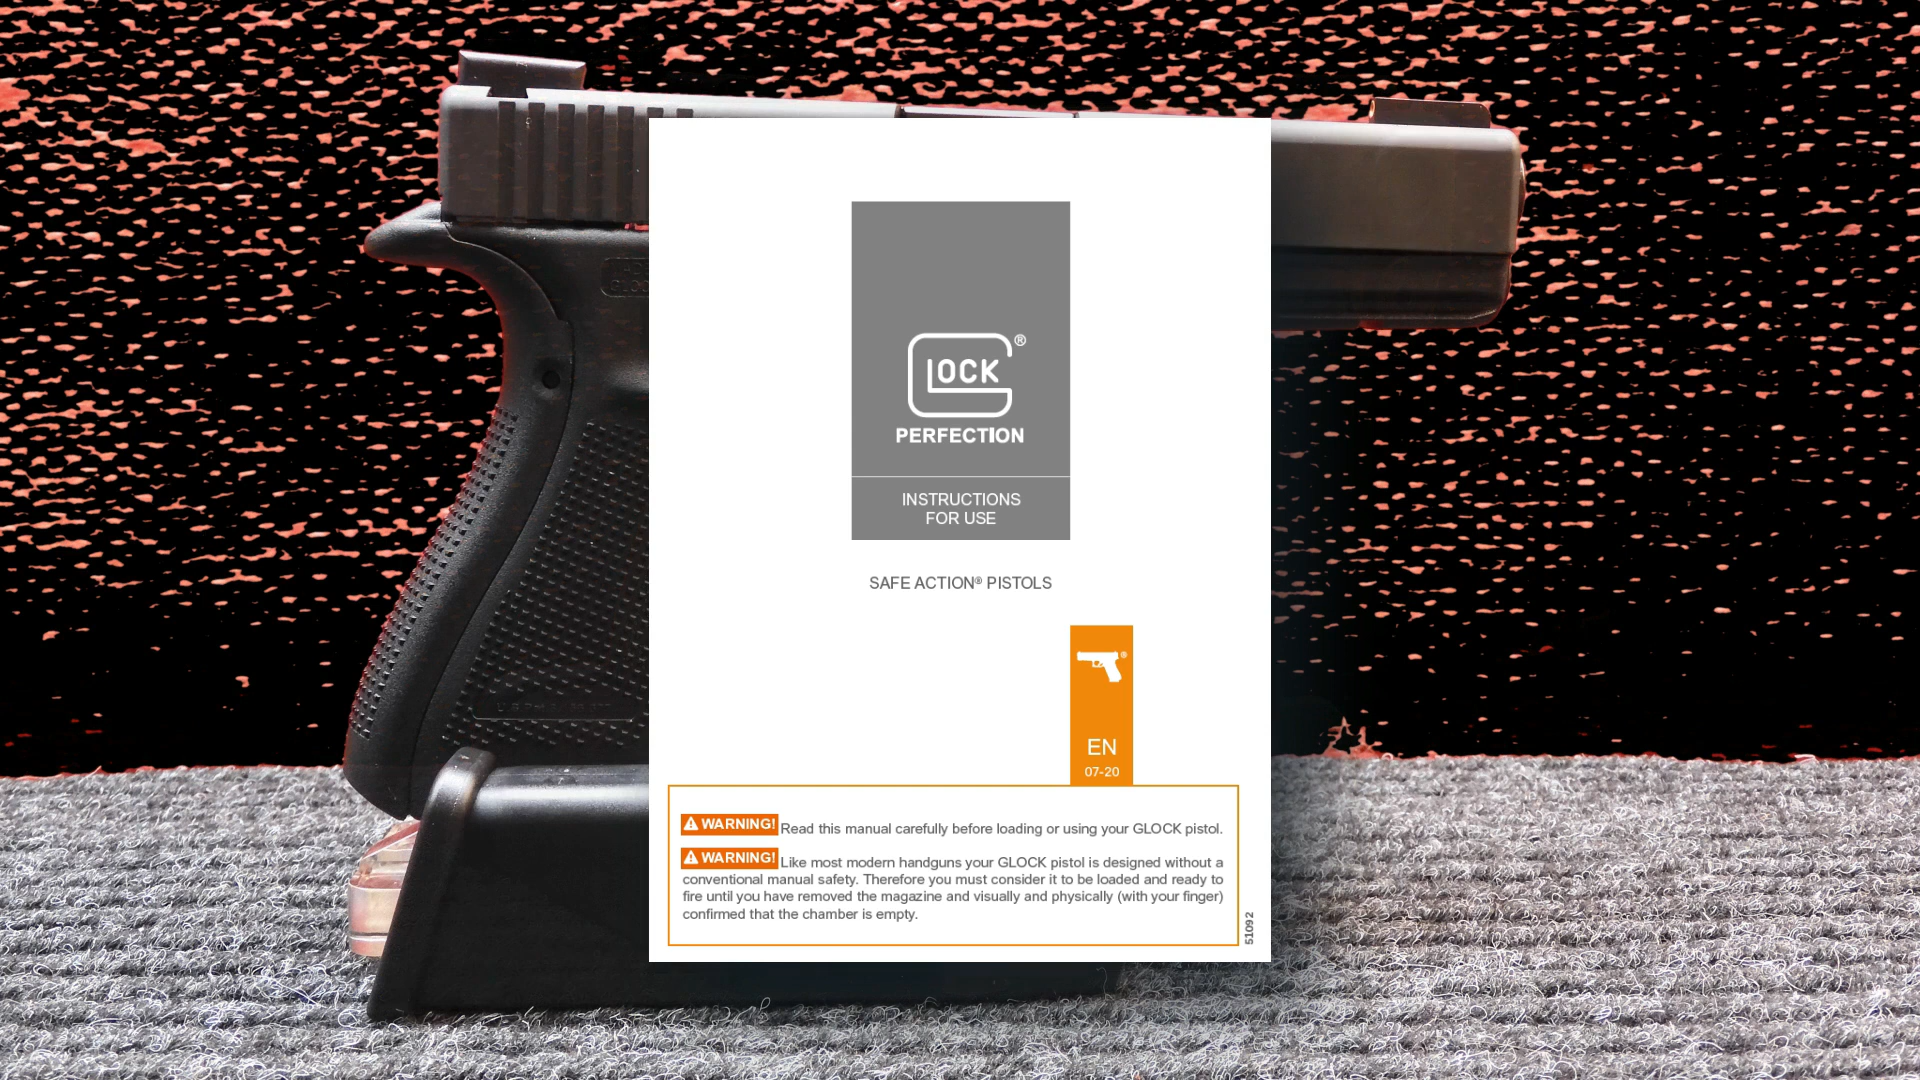 GLOCK®
PERFECTION
INSTRUCTIONS
FOR USE
SAFE ACTION® PISTOLS
®
EN
07-20
WARNING! Read this manual carefully before loading or using your GLOCK pistol.
WARNING! Like most modern handguns your GLOCK pistol is designed without a
conventional manual safety. Therefore you must consider it to be loaded and ready to
fire until you have removed the magazine and visually and physically (with your finger)
confirmed that the chamber is empty.
51092